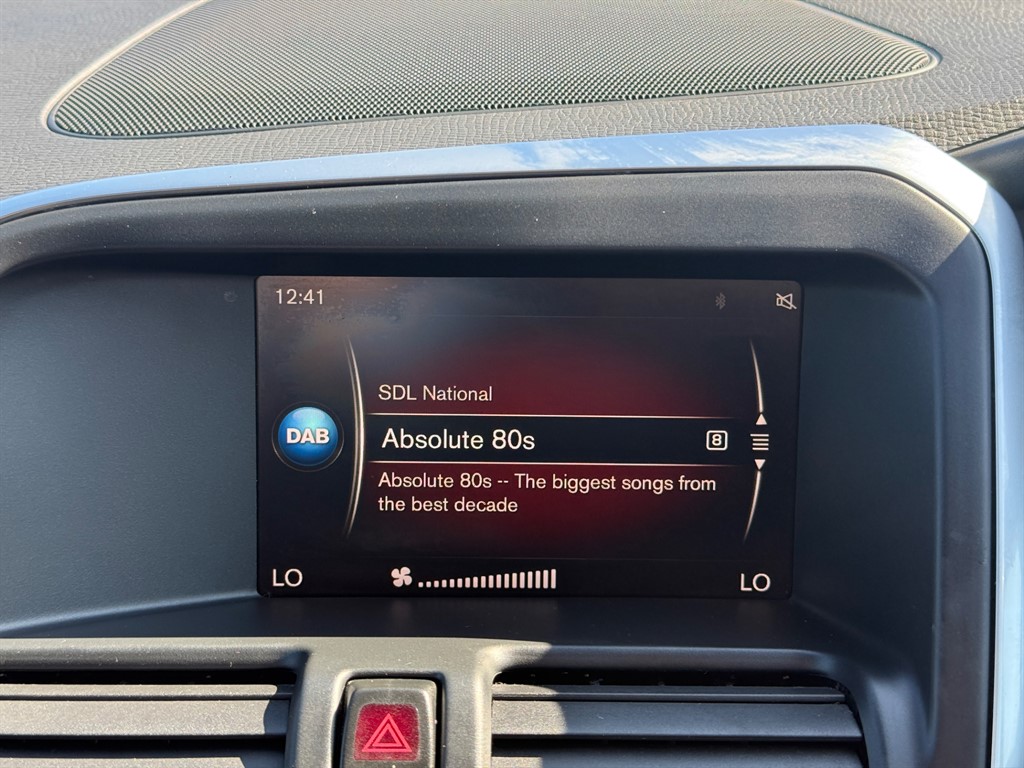 12:41
SDL National
DAB
Absolute 80s
8
Absolute 80s -- The biggest songs from
the best decade
LO
LO